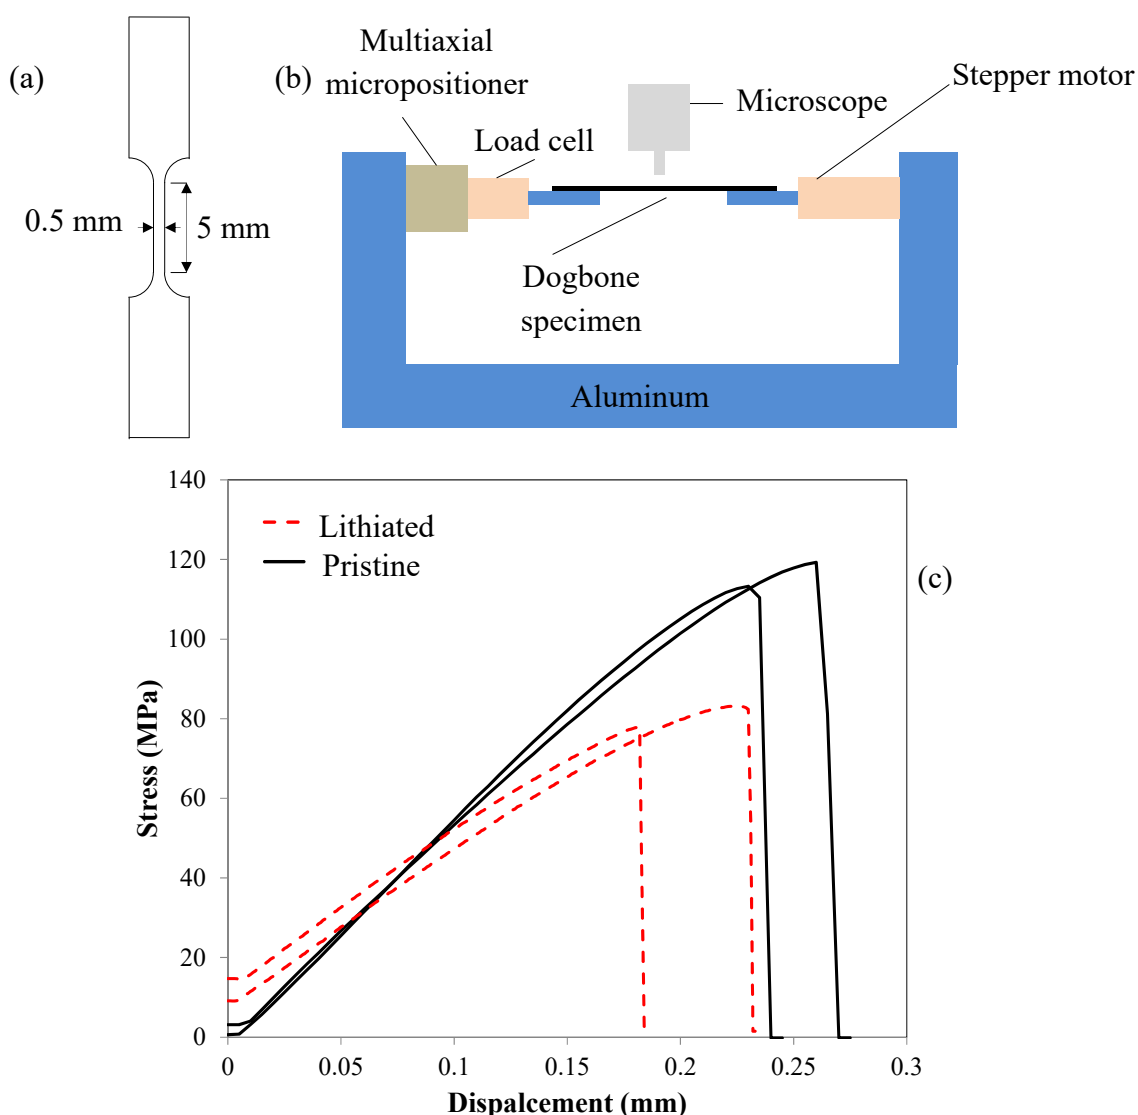 (a)
0.5 mm
5 mm
(b)
Multiaxial
micropositioner
Load cell
Microscope
Stepper motor
Dogbone
specimen
Aluminum
(c)
Lithiated
Pristine
Stress (MPa)
140
120
100
80
60
40
20
0
0
0.05
0.1
0.15
0.2
0.25
0.3
Dispalcement (mm)